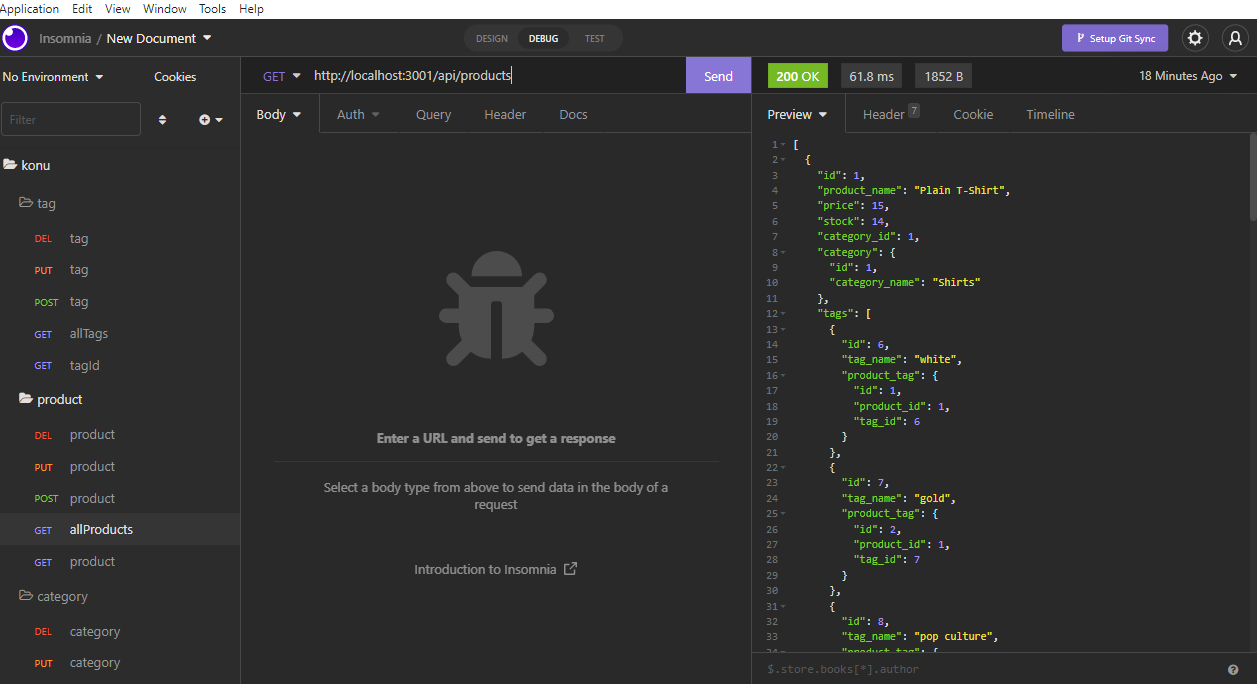 Application Edit View Window Tools Help
Insomnia / New Document
DESIGN DEBUG TEST
Setup Git Sync
No Environment
Cookies
Filter
konu
tag
DEL tag
PUT tag
POST tag
GET allTags
GET tagId
product
DEL product
PUT product
POST product
GET allProducts
GET product
category
DEL category
PUT category
GET http://localhost:3001/api/products
Send
Body Auth Query Header Docs
Enter a URL and send to get a response
Select a body type from above to send data in the body of a
request
Introduction to Insomnia
200 OK 61.8 ms 1852 B 18 Minutes Ago
Preview Header 7 Cookie Timeline
1 [
2 {
3 "id": 1,
4 "product_name": "Plain T-Shirt",
5 "price": 15,
6 "stock": 14,
7 "category_id": 1,
8 "category": {
9 "id": 1,
10 "category_name": "Shirts"
11 },
12 "tags": [
13 {
14 "id": 6,
15 "tag_name": "white",
16 "product_tag": {
17 "id": 1,
18 "product_id": 1,
19 "tag_id": 6
20 }
21 },
22 {
23 "id": 7,
24 "tag_name": "gold",
25 "product_tag": {
26 "id": 2,
27 "product_id": 1,
28 "tag_id": 7
29 }
30 },
31 {
32 "id": 8,
33 "tag_name": "pop culture",
34 "product_tag": {
$.store.books[*].author